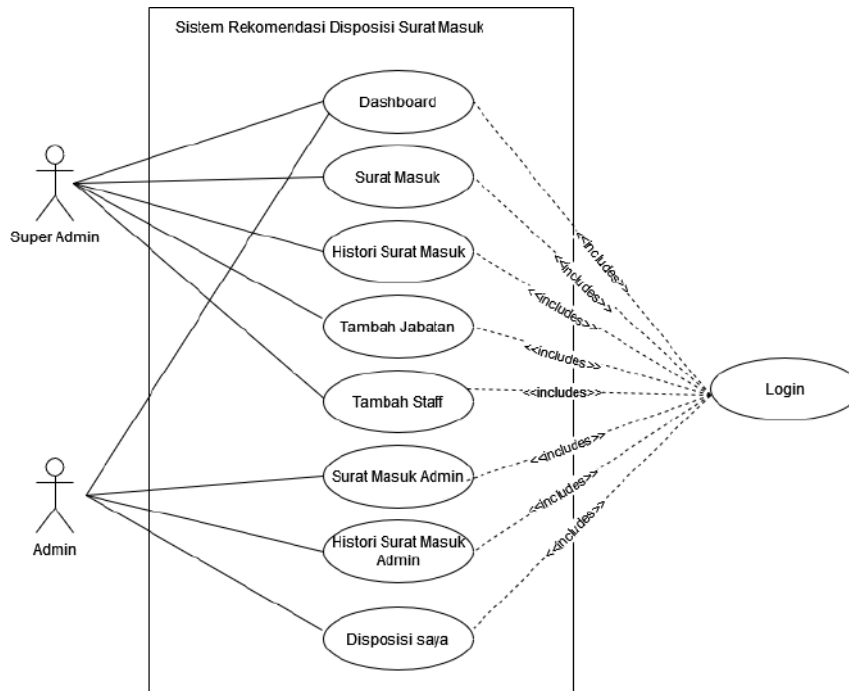 Sistem Rekomendasi Disposisi Surat Masuk
Dashboard
Surat Masuk
Super Admin
Histori Surat Masuk
Tambah Jabatan
Tambah Staff
Surat Masuk Admin
Admin
Histori Surat Masuk
Admin
Disposisi saya
<<includes>>
<<includes>>
<<includes>>
<<includes>>
<<includes>>
<<includes>>
<<includes>>
<<includes>>
Login